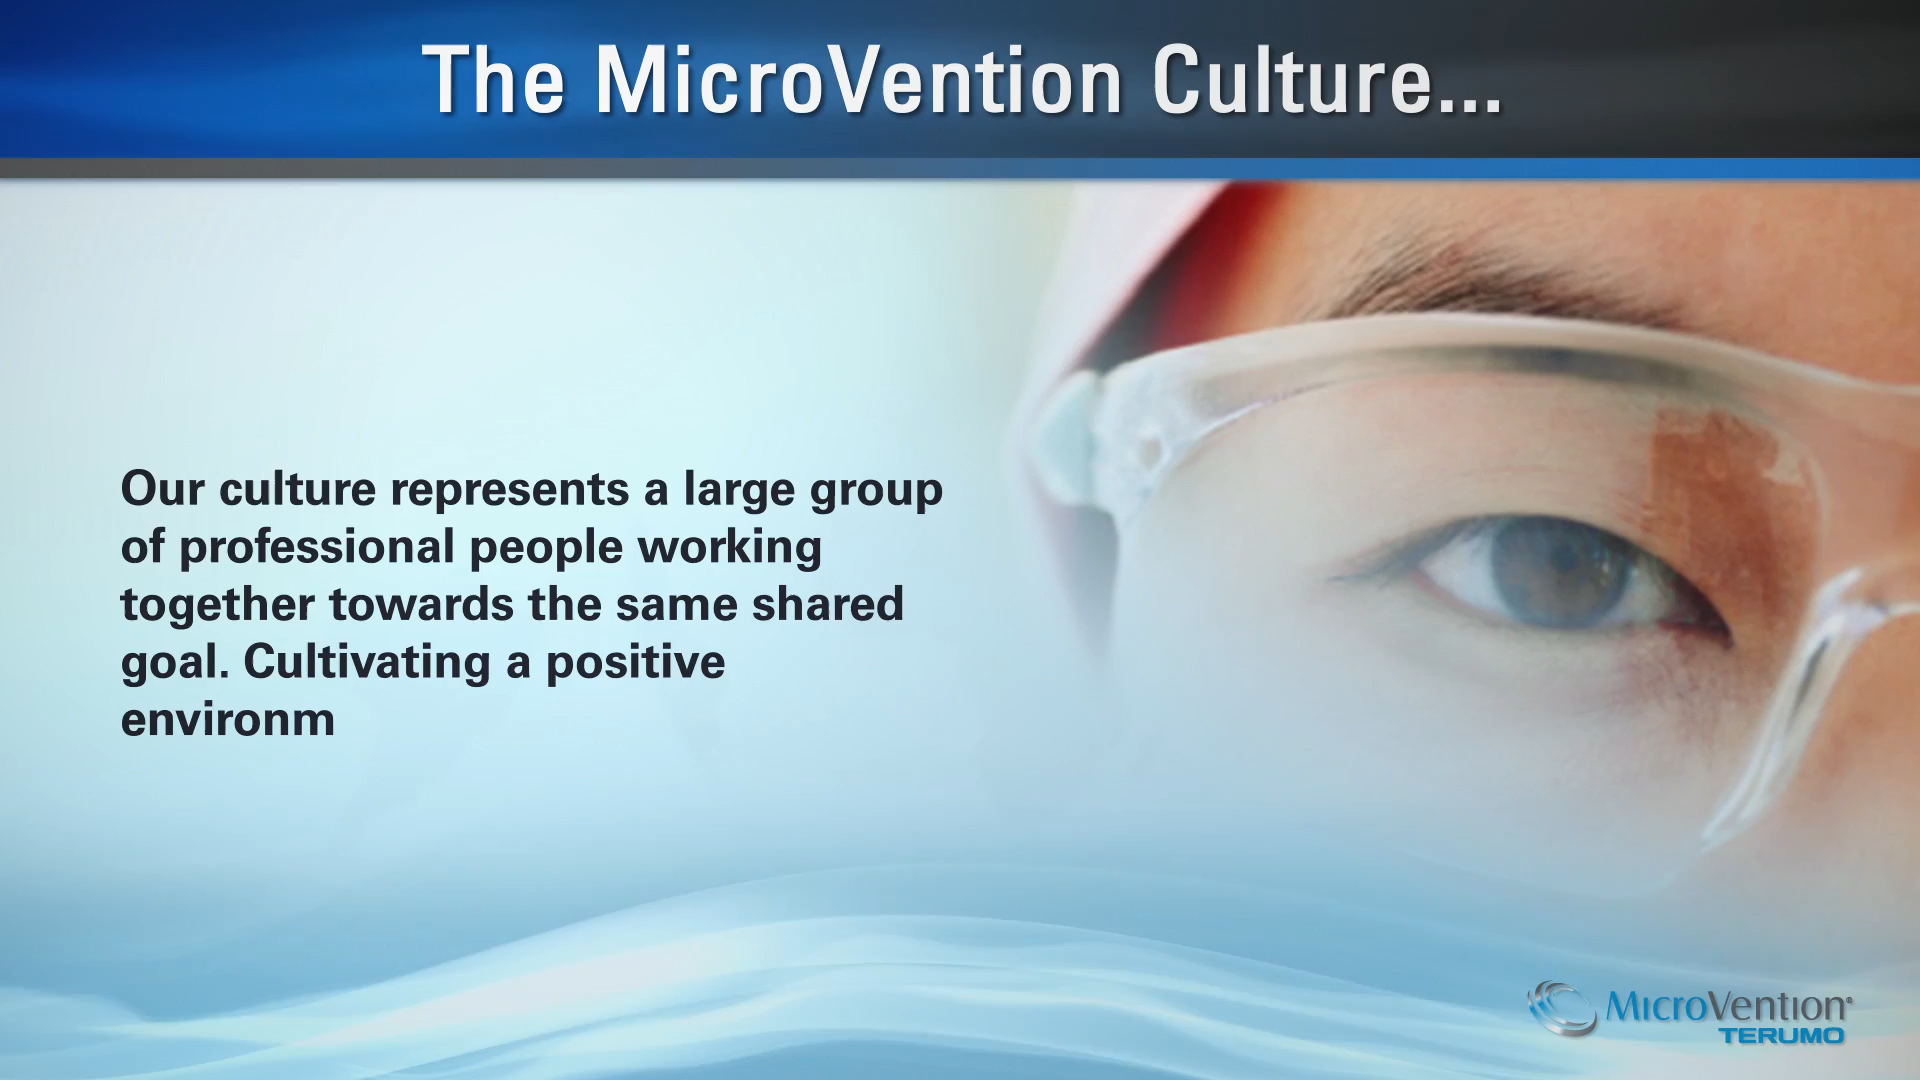 The MicroVention Culture...
Our culture represents a large group
of professional people working
together towards the same shared
goal. Cultivating a positive
environm
MicroVention®
TERUMO